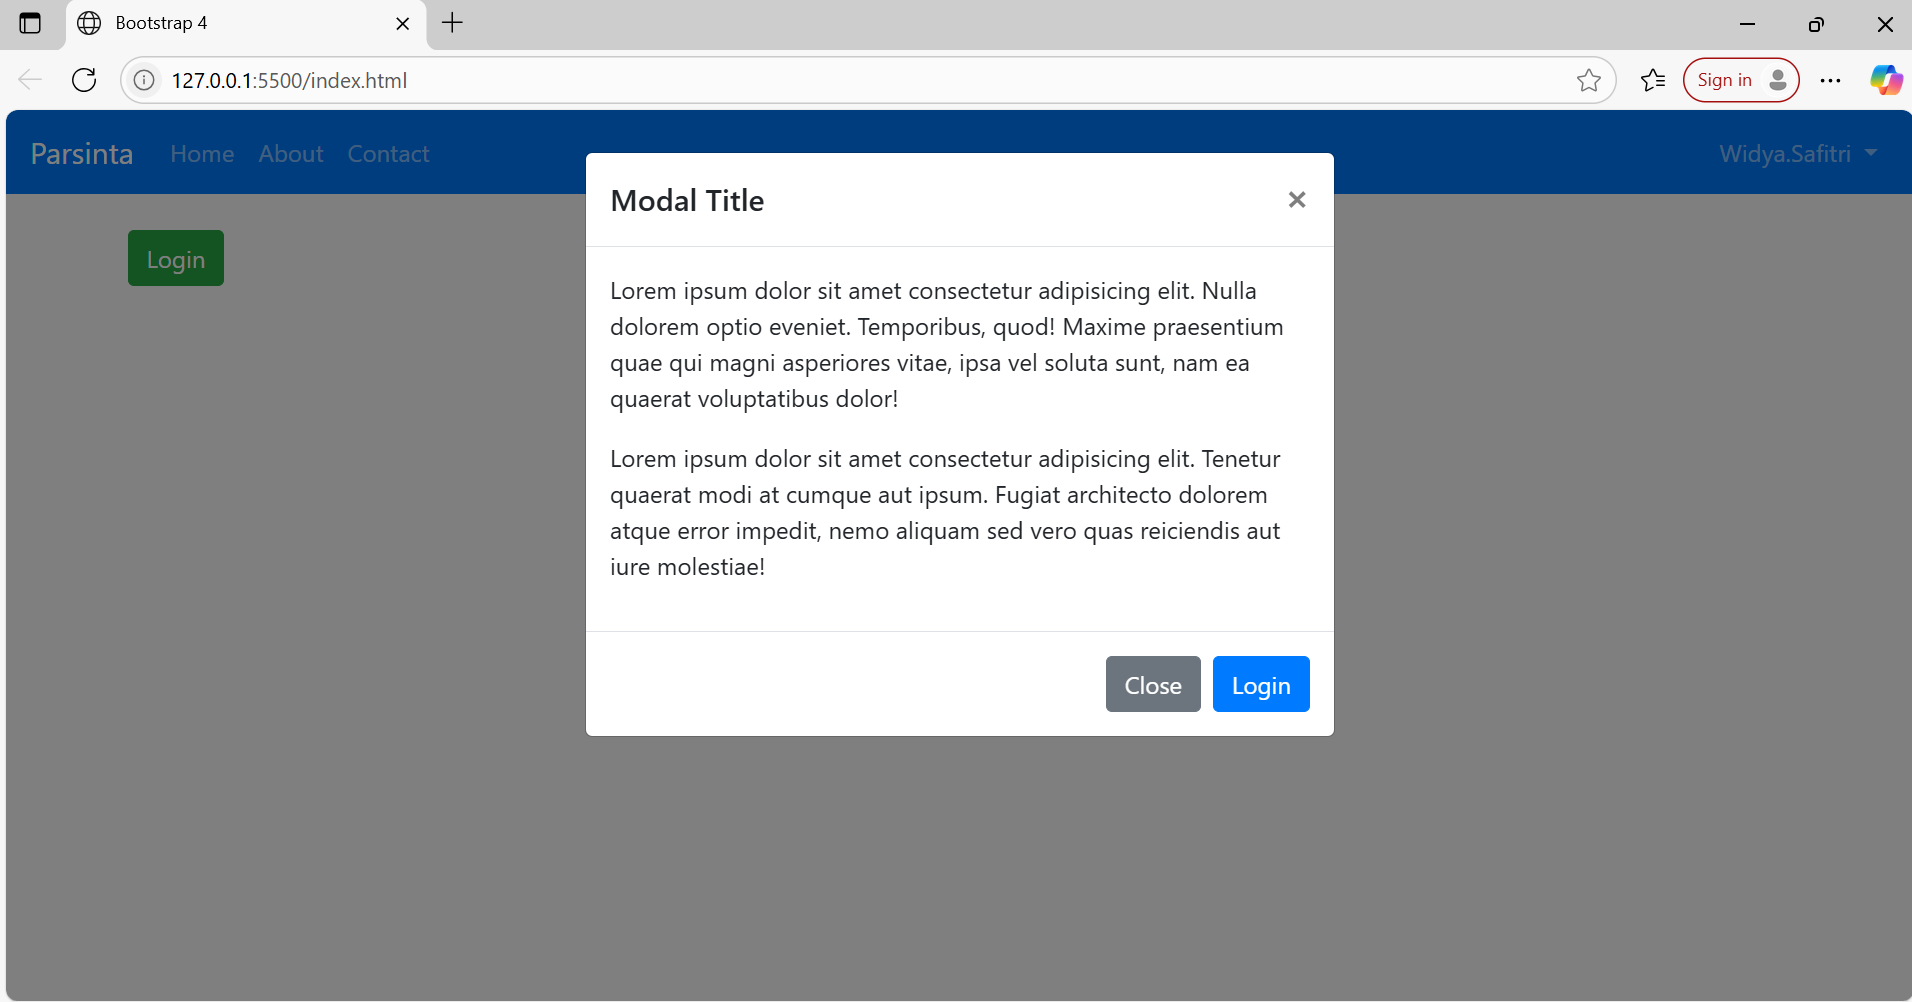 Bootstrap 4
127.0.0.1:5500/index.html
Sign in
Parsinta Home About Contact Widya.Safitri
Login
Modal Title ×
Lorem ipsum dolor sit amet consectetur adipisicing elit. Nulla
dolorem optio eveniet. Temporibus, quod! Maxime praesentium
quae qui magni asperiores vitae, ipsa vel soluta sunt, nam ea
quaerat voluptatibus dolor!
Lorem ipsum dolor sit amet consectetur adipisicing elit. Tenetur
quaerat modi at cumque aut ipsum. Fugiat architecto dolorem
atque error impedit, nemo aliquam sed vero quas reiciendis aut
iure molestiae!
Close Login